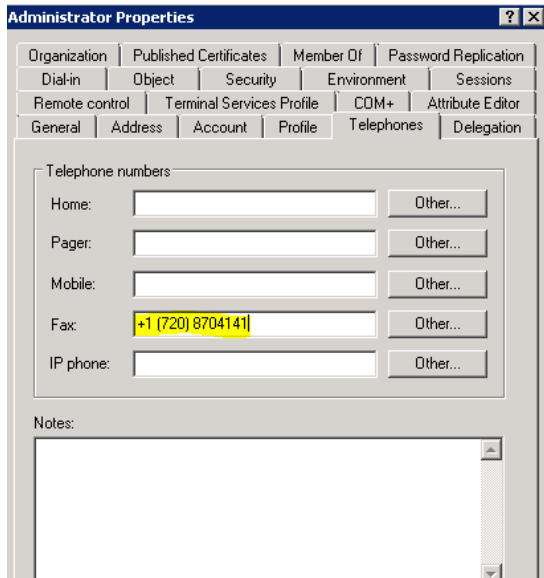 Administrator Properties
Organization Published Certificates Member Of Password Replication
Dial-in Object Security Environment Sessions
Remote control Terminal Services Profile COM+ Attribute Editor
General Address Account Profile Telephones Delegation
Telephone numbers
Home: Other...
Pager: Other...
Mobile: Other...
Fax: +1 (720) 8704141 Other...
IP phone: Other...
Notes: